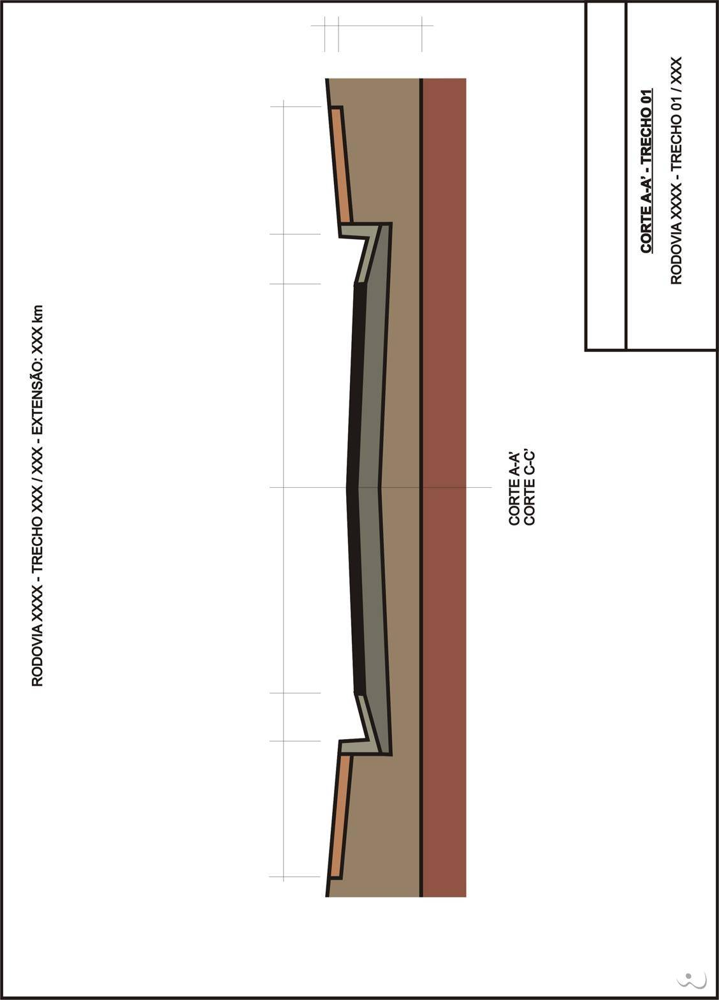 RODOVIA XXXX - TRECHO XXX / XXX - EXTENSÃO: XXX km
CORTE A-A'
CORTE C-C'
CORTE A-A' - TRECHO 01
RODOVIA XXXX - TRECHO 01 / XXX